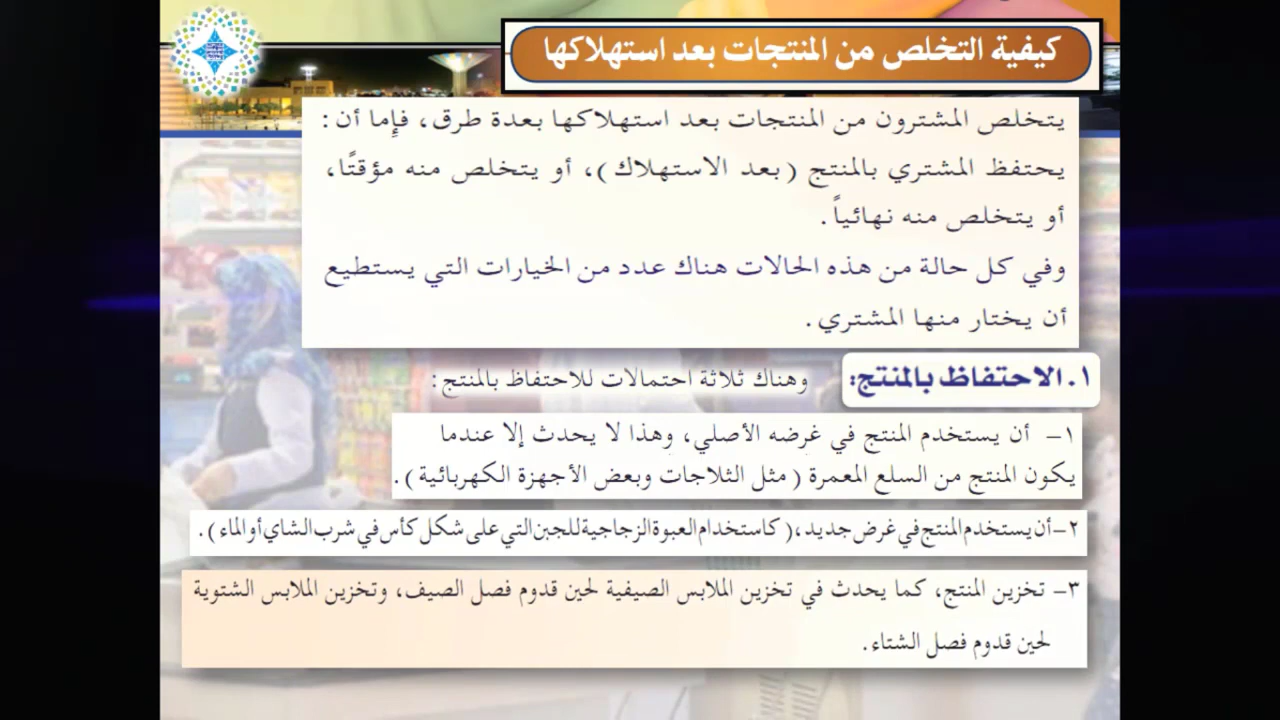 كيفية التخلص من المنتجات بعد استهلاكها
يتخلص المشترون من المنتجات بعد استهلاكها بعدة طرق، فإِما أن:
يحتفظ المشتري بالمنتج (بعد الاستهلاك)، أو يتخلص منه مؤقتًا،
أو يتخلص منه نهائياً.
وفي كل حالة من هذه الحالات هناك عدد من الخيارات التي يستطيع
أن يختار منها المشتري.
١. الاحتفاظ بالمنتج: وهناك ثلاثة احتمالات للاحتفاظ بالمنتج:
١- أن يستخدم المنتج في غرضه الأصلي، وهذا لا يحدث إلا عندما
يكون المنتج من السلع المعمرة (مثل الثلاجات وبعض الأجهزة الكهربائية).
٢- أن يستخدم المنتج في غرض جديد، (كاستخدام العبوة الزجاجية للجبن التي على شكل كأس في شرب الشاي أو الماء).
٣- تخزين المنتج، كما يحدث في تخزين الملابس الصيفية لحين قدوم فصل الصيف، وتخزين الملابس الشتوية
لحين قدوم فصل الشتاء.